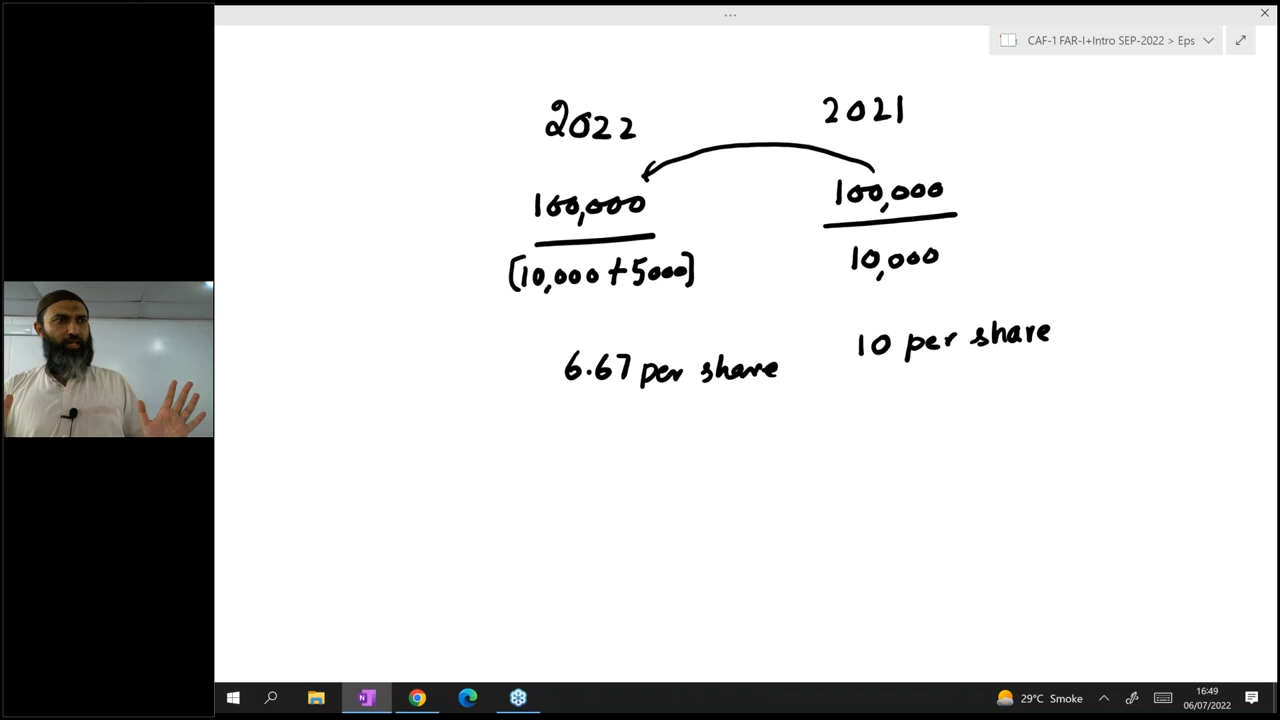 ...
CAF-1 FAR-I+Intro SEP-2022 > Eps
2022
2021
100,000
100,000
[10,000 + 5000]
10,000
6.67 per share
10 per share
29°C Smoke
16:49
06/07/2022